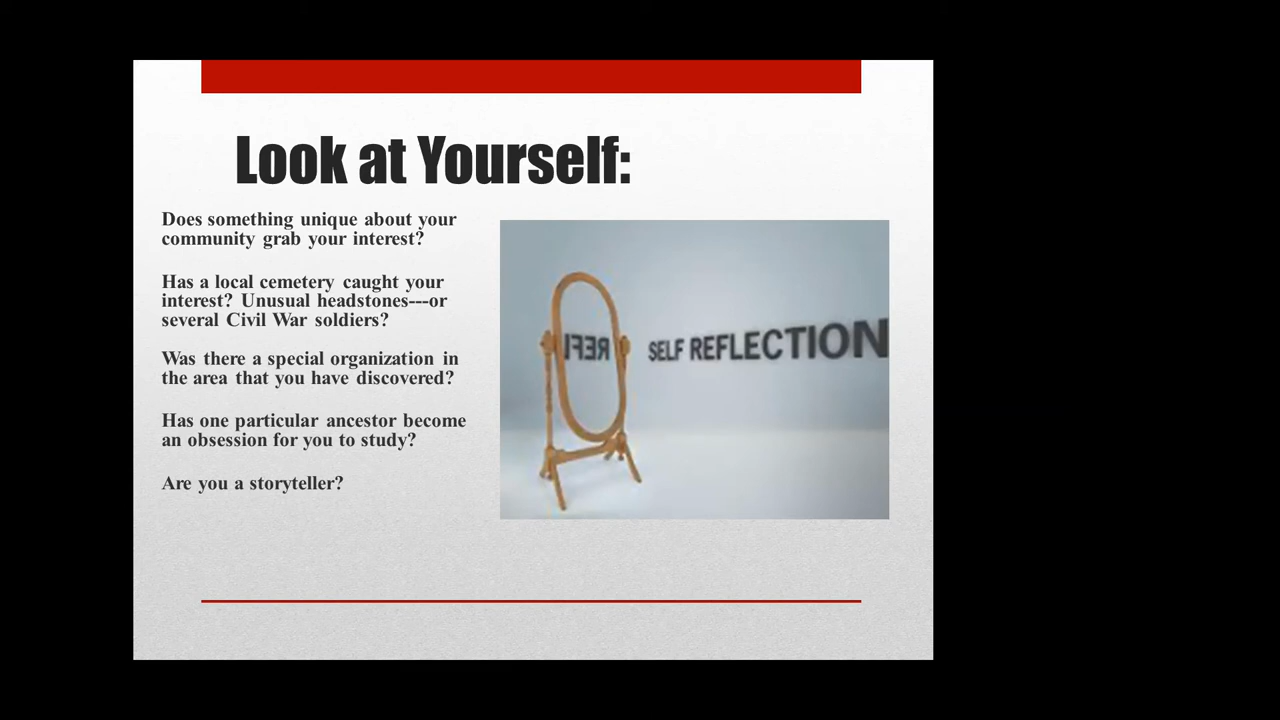 Look at Yourself:
Does something unique about your
community grab your interest?
Has a local cemetery caught your
interest? Unusual headstones---or
several Civil War soldiers?
Was there a special organization in
the area that you have discovered?
Has one particular ancestor become
an obsession for you to study?
Are you a storyteller?
SELF REFLECTION